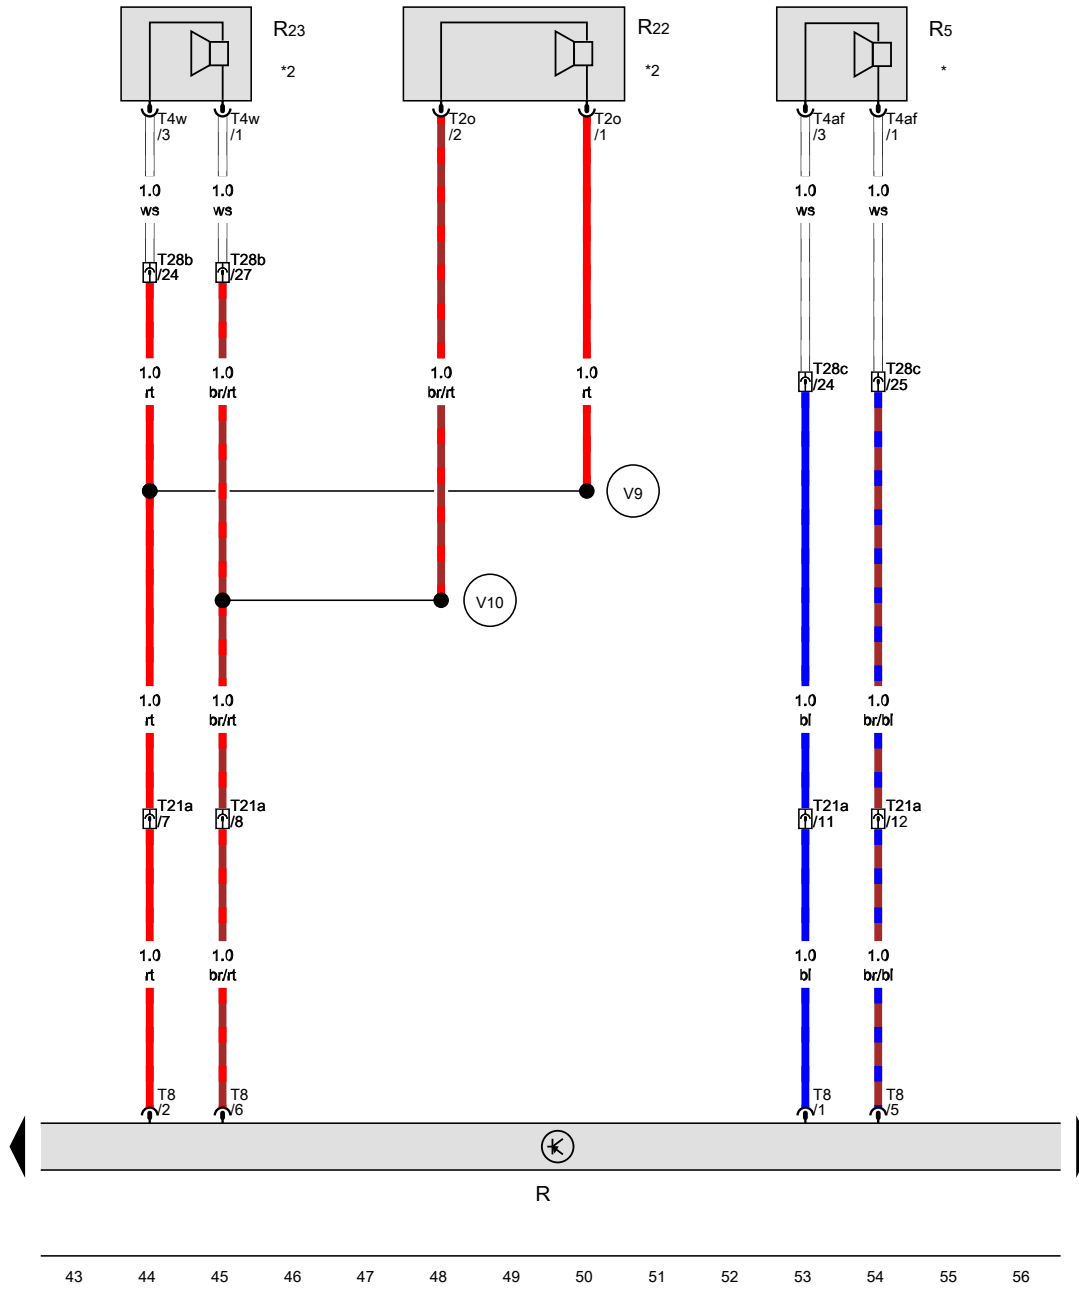 R23
*2
R22
*2
R5
*
T4w
/3
T4w
/1
T2o
/2
T2o
/1
T4af
/3
T4af
/1
1.0
ws
1.0
ws
1.0
ws
1.0
ws
T28b
/24
T28b
/27
1.0
rt
1.0
br/rt
1.0
br/rt
1.0
rt
T28c
/24
T28c
/25
V9
V10
1.0
rt
1.0
br/rt
1.0
bl
1.0
br/bl
T21a
/7
T21a
/8
T21a
/11
T21a
/12
1.0
rt
1.0
br/rt
1.0
bl
1.0
br/bl
T8
/2
T8
/6
T8
/1
T8
/5
R
43 44 45 46 47 48 49 50 51 52 53 54 55 56